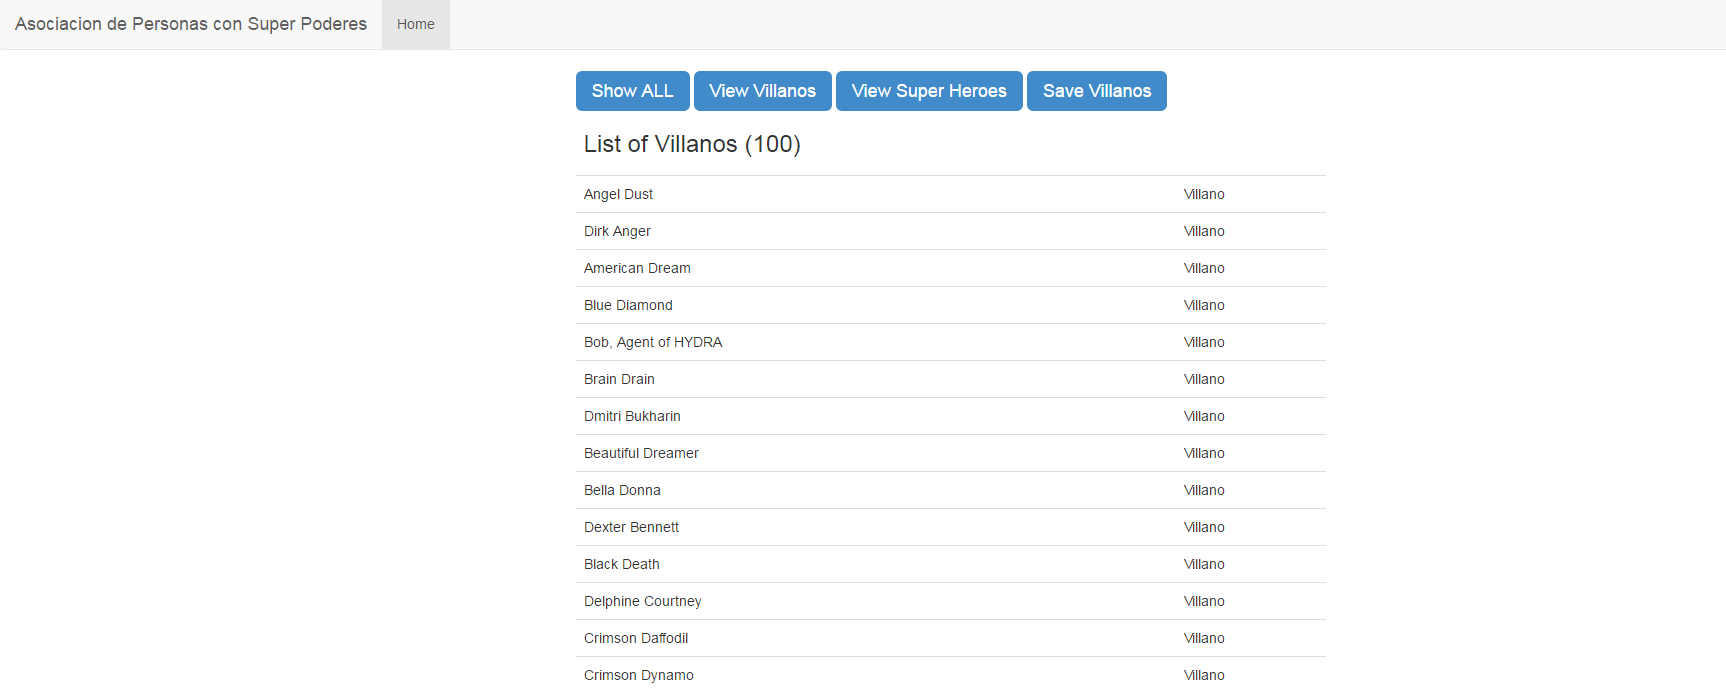 Asociacion de Personas con Super Poderes Home
Show ALL View Villanos View Super Heroes Save Villanos
List of Villanos (100)
Angel Dust Villano
Dirk Anger Villano
American Dream Villano
Blue Diamond Villano
Bob, Agent of HYDRA Villano
Brain Drain Villano
Dmitri Bukharin Villano
Beautiful Dreamer Villano
Bella Donna Villano
Dexter Bennett Villano
Black Death Villano
Delphine Courtney Villano
Crimson Daffodil Villano
Crimson Dynamo Villano